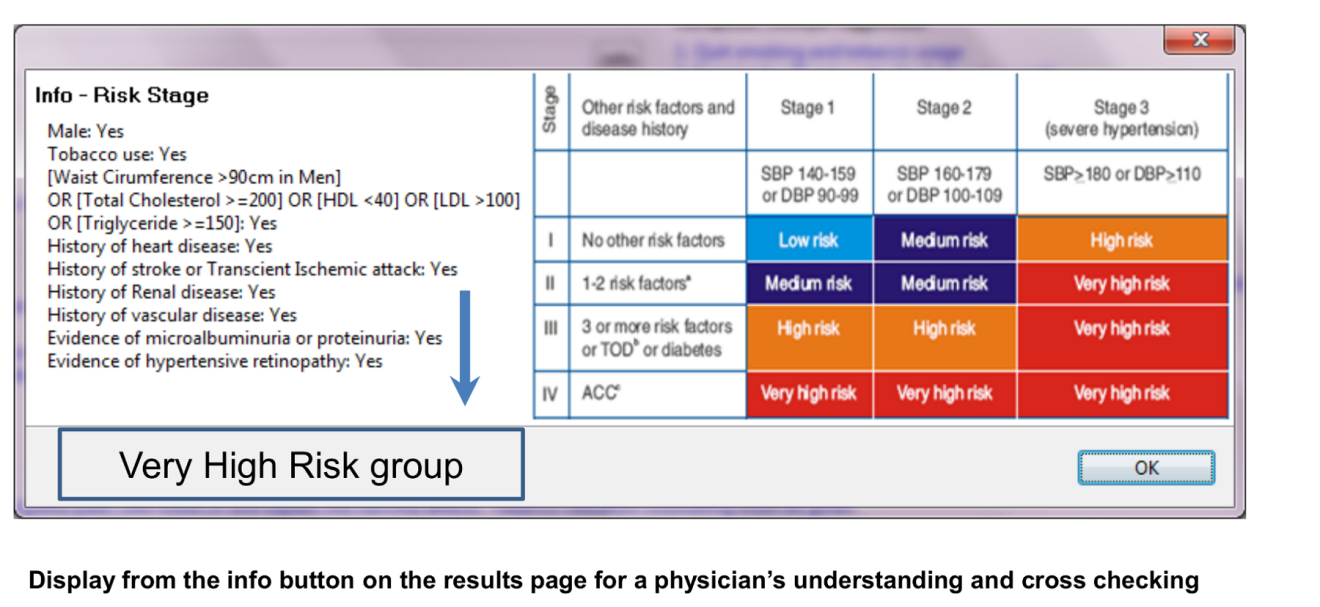 x
Info - Risk Stage
Male: Yes
Tobacco use: Yes
[Waist Cirumference >90cm in Men]
OR [Total Cholesterol >=200] OR [HDL <40] OR [LDL >100]
OR [Triglyceride >=150]: Yes
History of heart disease: Yes
History of stroke or Transcient Ischemic attack: Yes
History of Renal disease: Yes
History of vascular disease: Yes
Evidence of microalbuminuria or proteinuria: Yes
Evidence of hypertensive retinopathy: Yes
Stage
Other risk factors and
disease history
Stage 1
Stage 2
Stage 3
(severe hypertension)
SBP 140-159
or DBP 90-99
SBP 160-179
or DBP 100-109
SBP≥180 or DBP≥110
I No other risk factors Low risk Medium risk High risk
II 1-2 risk factorsᵃ Medium risk Medium risk Very high risk
III 3 or more risk factors
or TODᵇ or diabetes
High risk High risk Very high risk
IV ACCᶜ Very high risk Very high risk Very high risk
Very High Risk group
OK
Display from the info button on the results page for a physician's understanding and cross checking